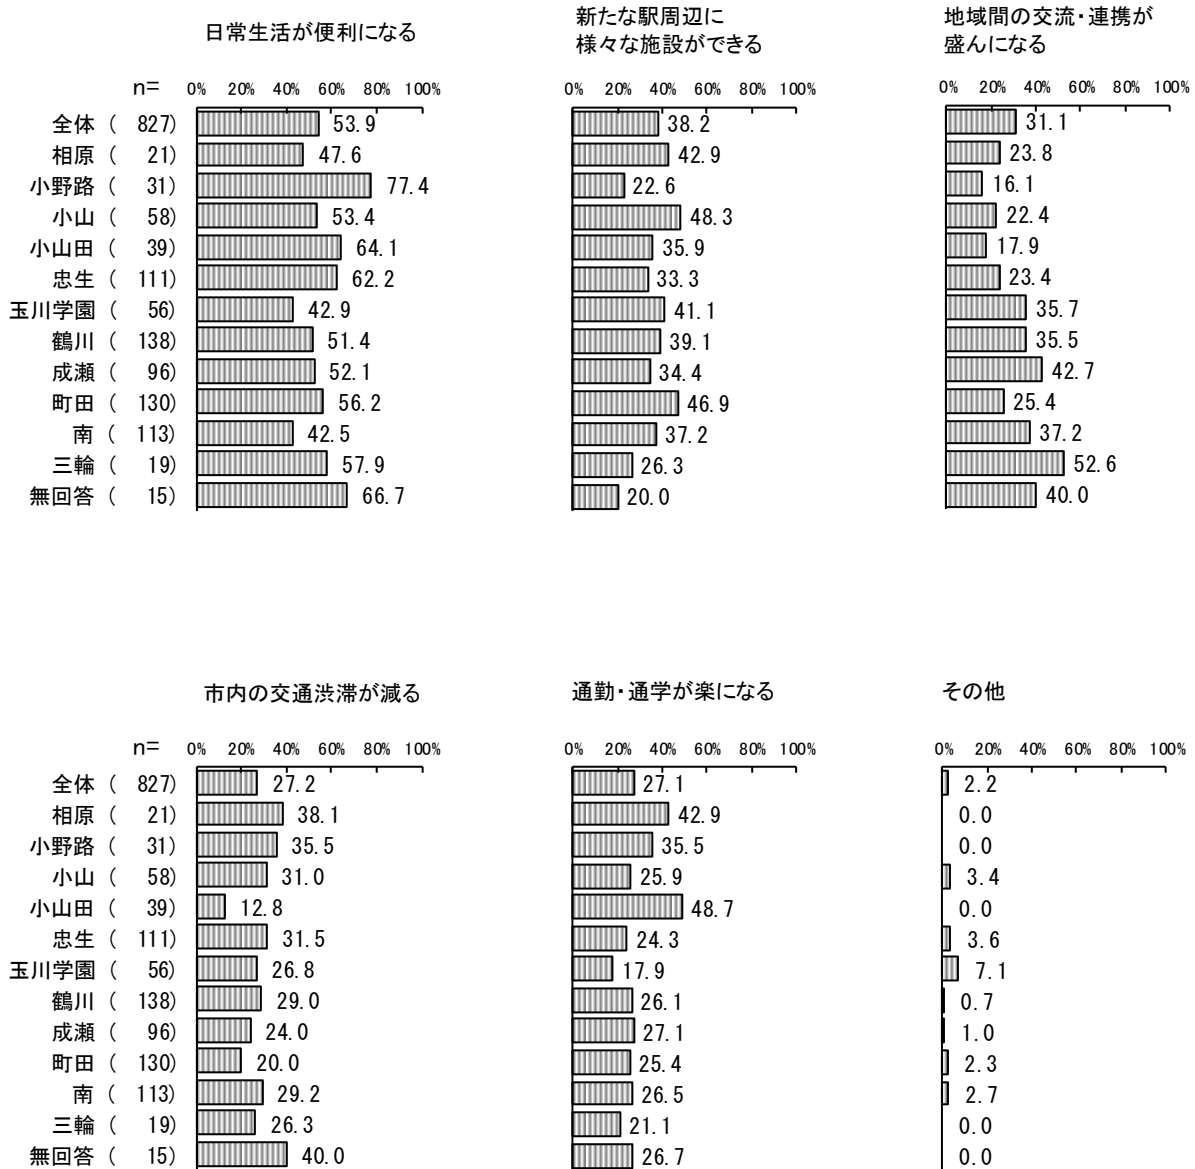 日常生活が便利になる
新たな駅周辺に
様々な施設ができる
地域間の交流・連携が
盛んになる
n= 0% 20% 40% 60% 80% 100% 0% 20% 40% 60% 80% 100% 0% 20% 40% 60% 80% 100%
全体 ( 827) 53.9 38.2 31.1
相原 ( 21) 47.6 42.9 23.8
小野路 ( 31) 77.4 22.6 16.1
小山 ( 58) 53.4 48.3 22.4
小山田 ( 39) 64.1 35.9 17.9
忠生 ( 111) 62.2 33.3 23.4
玉川学園 ( 56) 42.9 41.1 35.7
鶴川 ( 138) 51.4 39.1 35.5
成瀬 ( 96) 52.1 34.4 42.7
町田 ( 130) 56.2 46.9 25.4
南 ( 113) 42.5 37.2 37.2
三輪 ( 19) 57.9 26.3 52.6
無回答 ( 15) 66.7 20.0 40.0
市内の交通渋滞が減る 通勤・通学が楽になる その他
n= 0% 20% 40% 60% 80% 100% 0% 20% 40% 60% 80% 100% 0% 20% 40% 60% 80% 100%
全体 ( 827) 27.2 27.1 2.2
相原 ( 21) 38.1 42.9 0.0
小野路 ( 31) 35.5 35.5 0.0
小山 ( 58) 31.0 25.9 3.4
小山田 ( 39) 12.8 48.7 0.0
忠生 ( 111) 31.5 24.3 3.6
玉川学園 ( 56) 26.8 17.9 7.1
鶴川 ( 138) 29.0 26.1 0.7
成瀬 ( 96) 24.0 27.1 1.0
町田 ( 130) 20.0 25.4 2.3
南 ( 113) 29.2 26.5 2.7
三輪 ( 19) 26.3 21.1 0.0
無回答 ( 15) 40.0 26.7 0.0